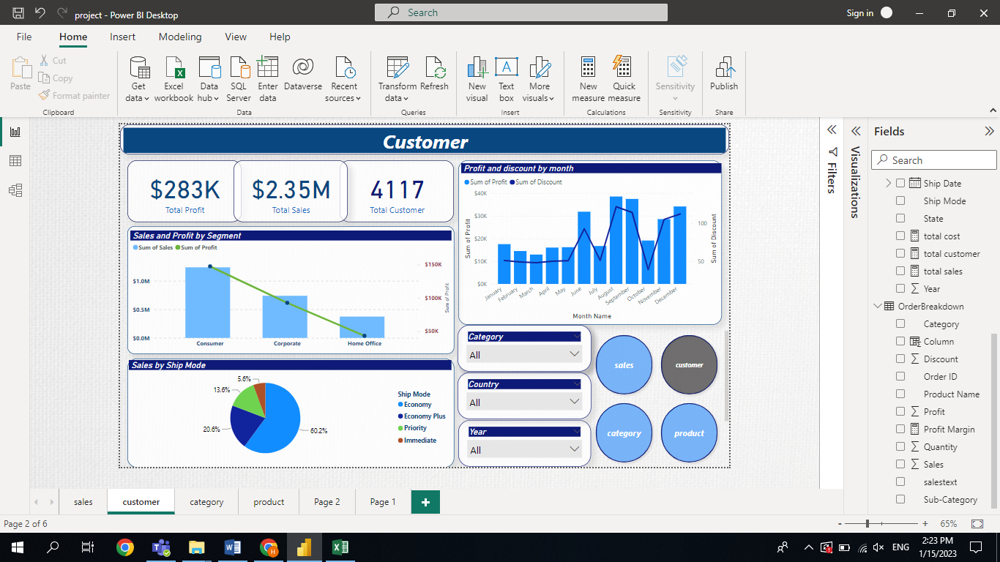 project - Power BI Desktop
Search
Sign in
File Home Insert Modeling View Help
Paste
Cut
Copy
Format painter
Clipboard
Get data
Excel workbook
Data hub
SQL Server
Enter data
Dataverse
Recent sources
Data
Transform data
Refresh
Queries
New visual
Text box
More visuals
Insert
New measure
Quick measure
Calculations
Sensitivity
Sensitivity
Publish
Share
Customer
$283K
Total Profit
$2.35M
Total Sales
4117
Total Customer
Sales and Profit by Segment
Sum of Sales Sum of Profit
$1.0M
$0.5M
$0.0M
$150K
$100K
$50K
Sum of Profit
Consumer Corporate Home Office
Sales by Ship Mode
5.6%
13.6%
20.6%
60.2%
Ship Mode
Economy
Economy Plus
Priority
Immediate
Profit and discount by month
Sum of Profit Sum of Discount
$40K
$30K
$20K
$10K
$0K
Sum of Profit
100
50
Sum of Discount
January February March April May June July August September October November December
Month Name
Category
All
Country
All
Year
All
sales
customer
category
product
Filters
Visualizations
Fields
Search
Ship Date
Ship Mode
State
total cost
total customer
total sales
Year
OrderBreakdown
Category
Column
Discount
Order ID
Product Name
Profit
Profit Margin
Quantity
Sales
salestext
Sub-Category
sales customer category product Page 2 Page 1
Page 2 of 6
65%
ENG
2:23 PM
1/15/2023